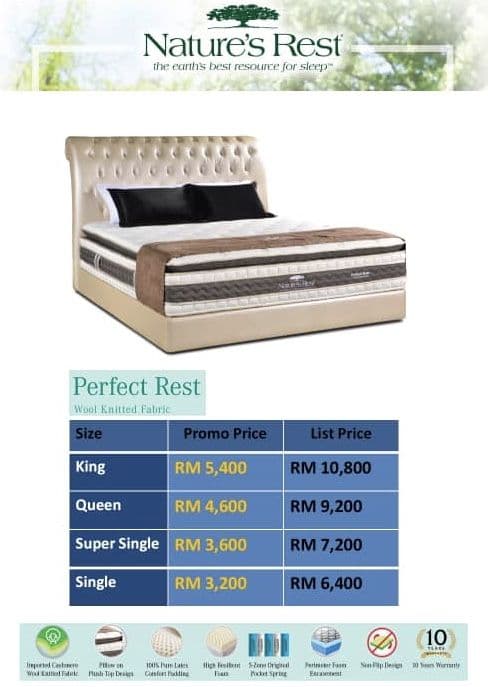 Nature's Rest
the earth's best resource for sleep™
Nature's Rest
Perfect Rest
Wool Knitted Fabric
Size Promo Price List Price
King RM 5,400 RM 10,800
Queen RM 4,600 RM 9,200
Super Single RM 3,600 RM 7,200
Single RM 3,200 RM 6,400
10
YEARS
Imported Cashmere
Wool Knitted Fabric
Pillow on
Plush Top Design
100% Pure Latex
Comfort Padding
High Resilient
Foam
5-Zone Original
Pocket Spring
Perimeter Foam
Encasement
Non-Flip Design
10 Years Warranty